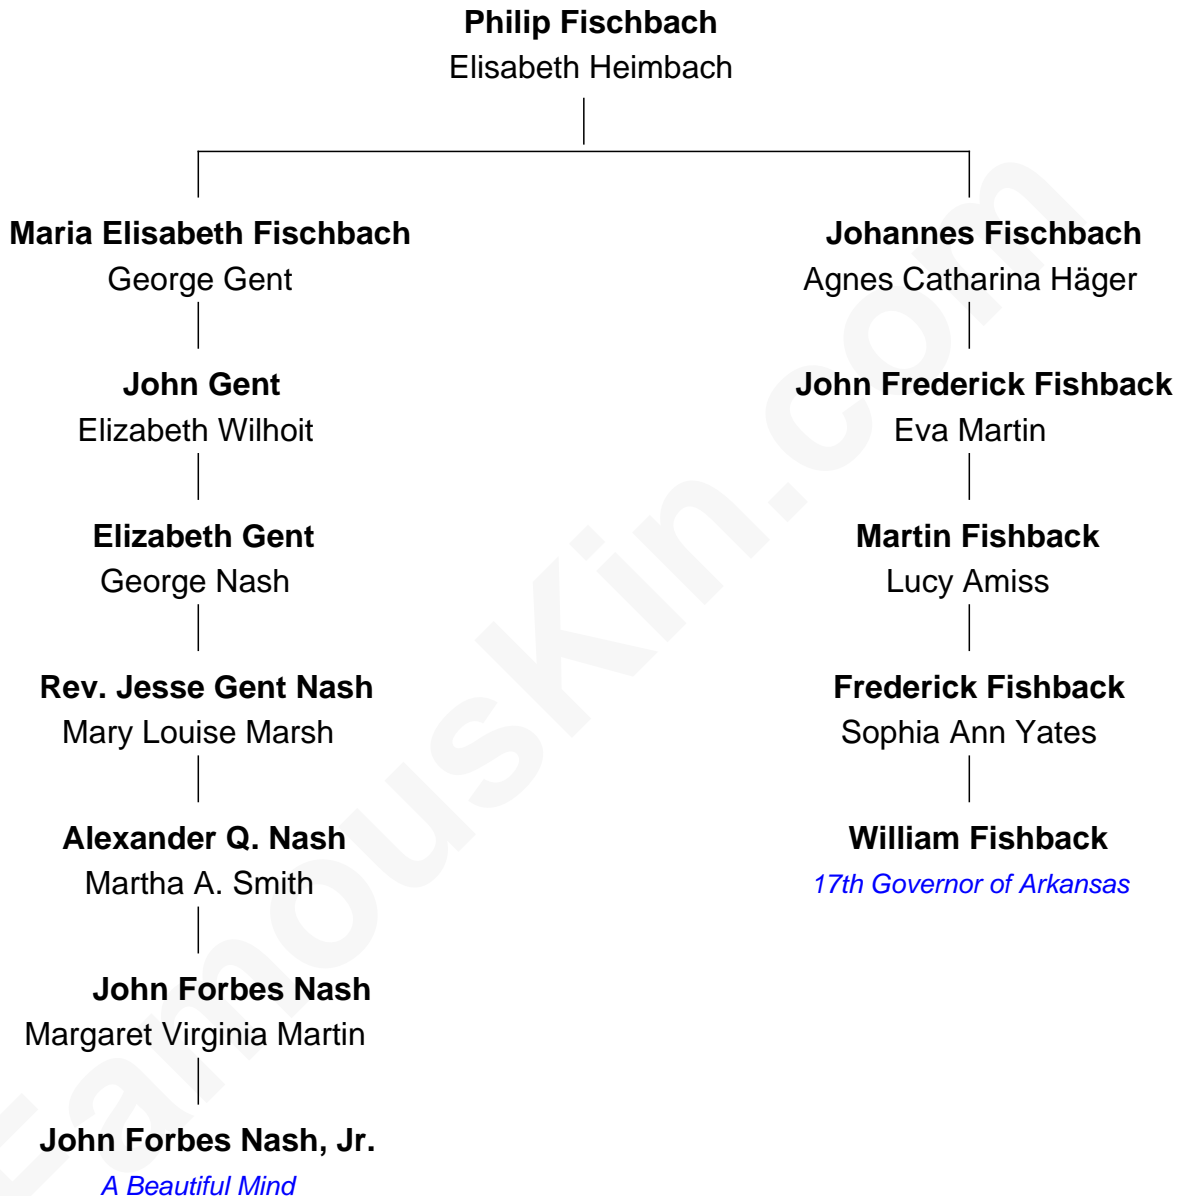 Philip Fischbach
Elisabeth Heimbach
Maria Elisabeth Fischbach
George Gent
John Gent
Elizabeth Wilhoit
Elizabeth Gent
George Nash
Rev. Jesse Gent Nash
Mary Louise Marsh
Alexander Q. Nash
Martha A. Smith
John Forbes Nash
Margaret Virginia Martin
John Forbes Nash, Jr.
A Beautiful Mind
Johannes Fischbach
Agnes Catharina Häger
John Frederick Fishback
Eva Martin
Martin Fishback
Lucy Amiss
Frederick Fishback
Sophia Ann Yates
William Fishback
17th Governor of Arkansas
FamousKin.com